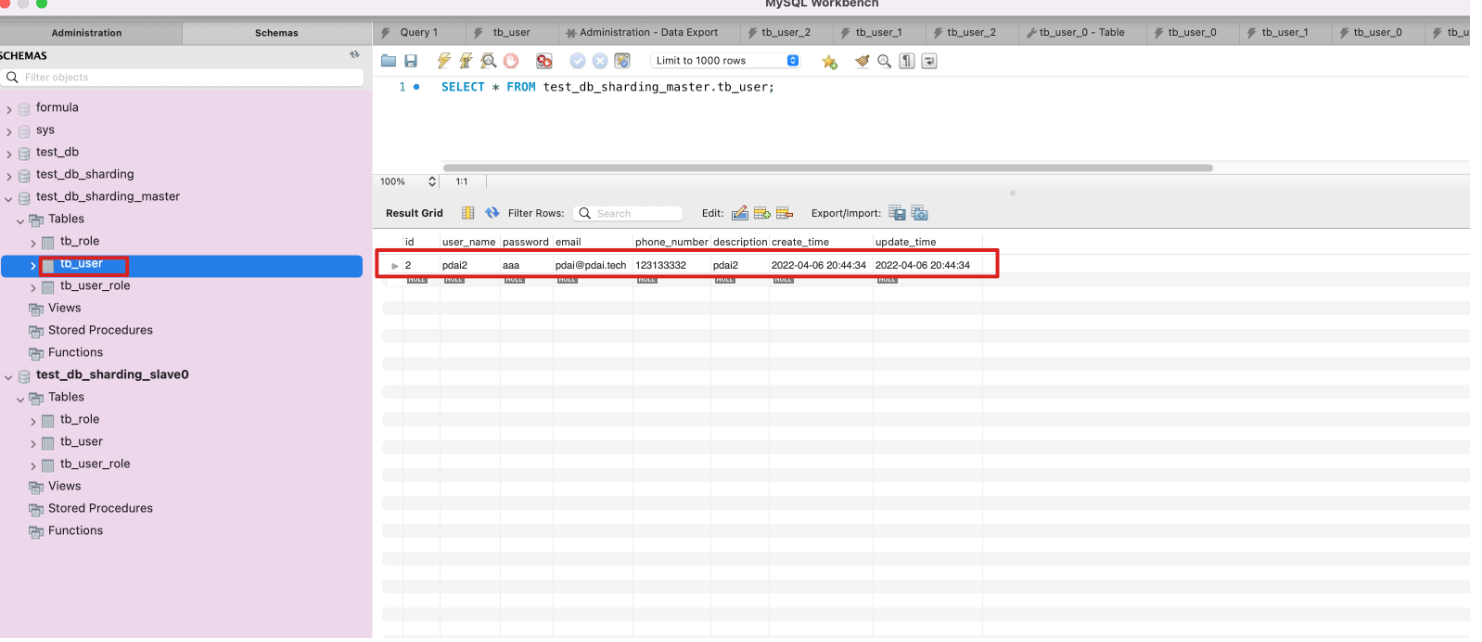 MySQL Workbench
Administration
Schemas
Query 1
tb_user
Administration - Data Export
tb_user_2
tb_user_1
tb_user_2
tb_user_0 - Table
tb_user_0
tb_user_1
tb_user_0
tb_u
SCHEMAS
Filter objects
formula
sys
test_db
test_db_sharding
test_db_sharding_master
Tables
tb_role
tb_user
tb_user_role
Views
Stored Procedures
Functions
test_db_sharding_slave0
Tables
tb_role
tb_user
tb_user_role
Views
Stored Procedures
Functions
Limit to 1000 rows
1 SELECT * FROM test_db_sharding_master.tb_user;
100% 1:1
Result Grid Filter Rows: Search Edit: Export/Import:
id user_name password email phone_number description create_time update_time
2 pdai2 aaa pdai@pdai.tech 123133332 pdai2 2022-04-06 20:44:34 2022-04-06 20:44:34
NULL NULL NULL NULL NULL NULL NULL NULL